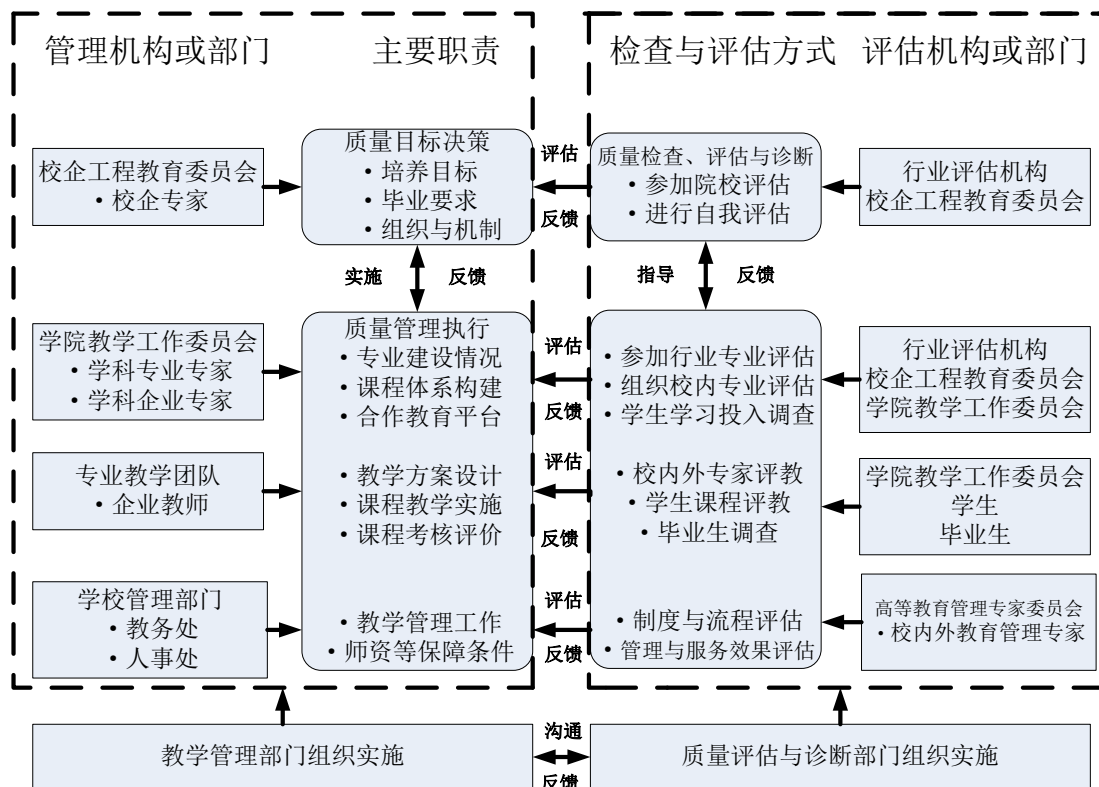 管理机构或部门
主要职责
检查与评估方式
评估机构或部门
校企工程教育委员会
• 校企专家
质量目标决策
• 培养目标
• 毕业要求
• 组织与机制
评估
反馈
质量检查、评估与诊断
• 参加院校评估
• 进行自我评估
行业评估机构
校企工程教育委员会
实施
反馈
指导
反馈
学院教学工作委员会
• 学科专业专家
• 学科企业专家
质量管理执行
• 专业建设情况
• 课程体系构建
• 合作教育平台
评估
反馈
• 参加行业专业评估
• 组织校内专业评估
• 学生学习投入调查
行业评估机构
校企工程教育委员会
学院教学工作委员会
专业教学团队
• 企业教师
• 教学方案设计
• 课程教学实施
• 课程考核评价
评估
反馈
• 校内外专家评教
• 学生课程评教
• 毕业生调查
学院教学工作委员会
学生
毕业生
学校管理部门
• 教务处
• 人事处
• 教学管理工作
• 师资等保障条件
评估
反馈
• 制度与流程评估
• 管理与服务效果评估
高等教育管理专家委员会
• 校内外教育管理专家
教学管理部门组织实施
沟通
反馈
质量评估与诊断部门组织实施